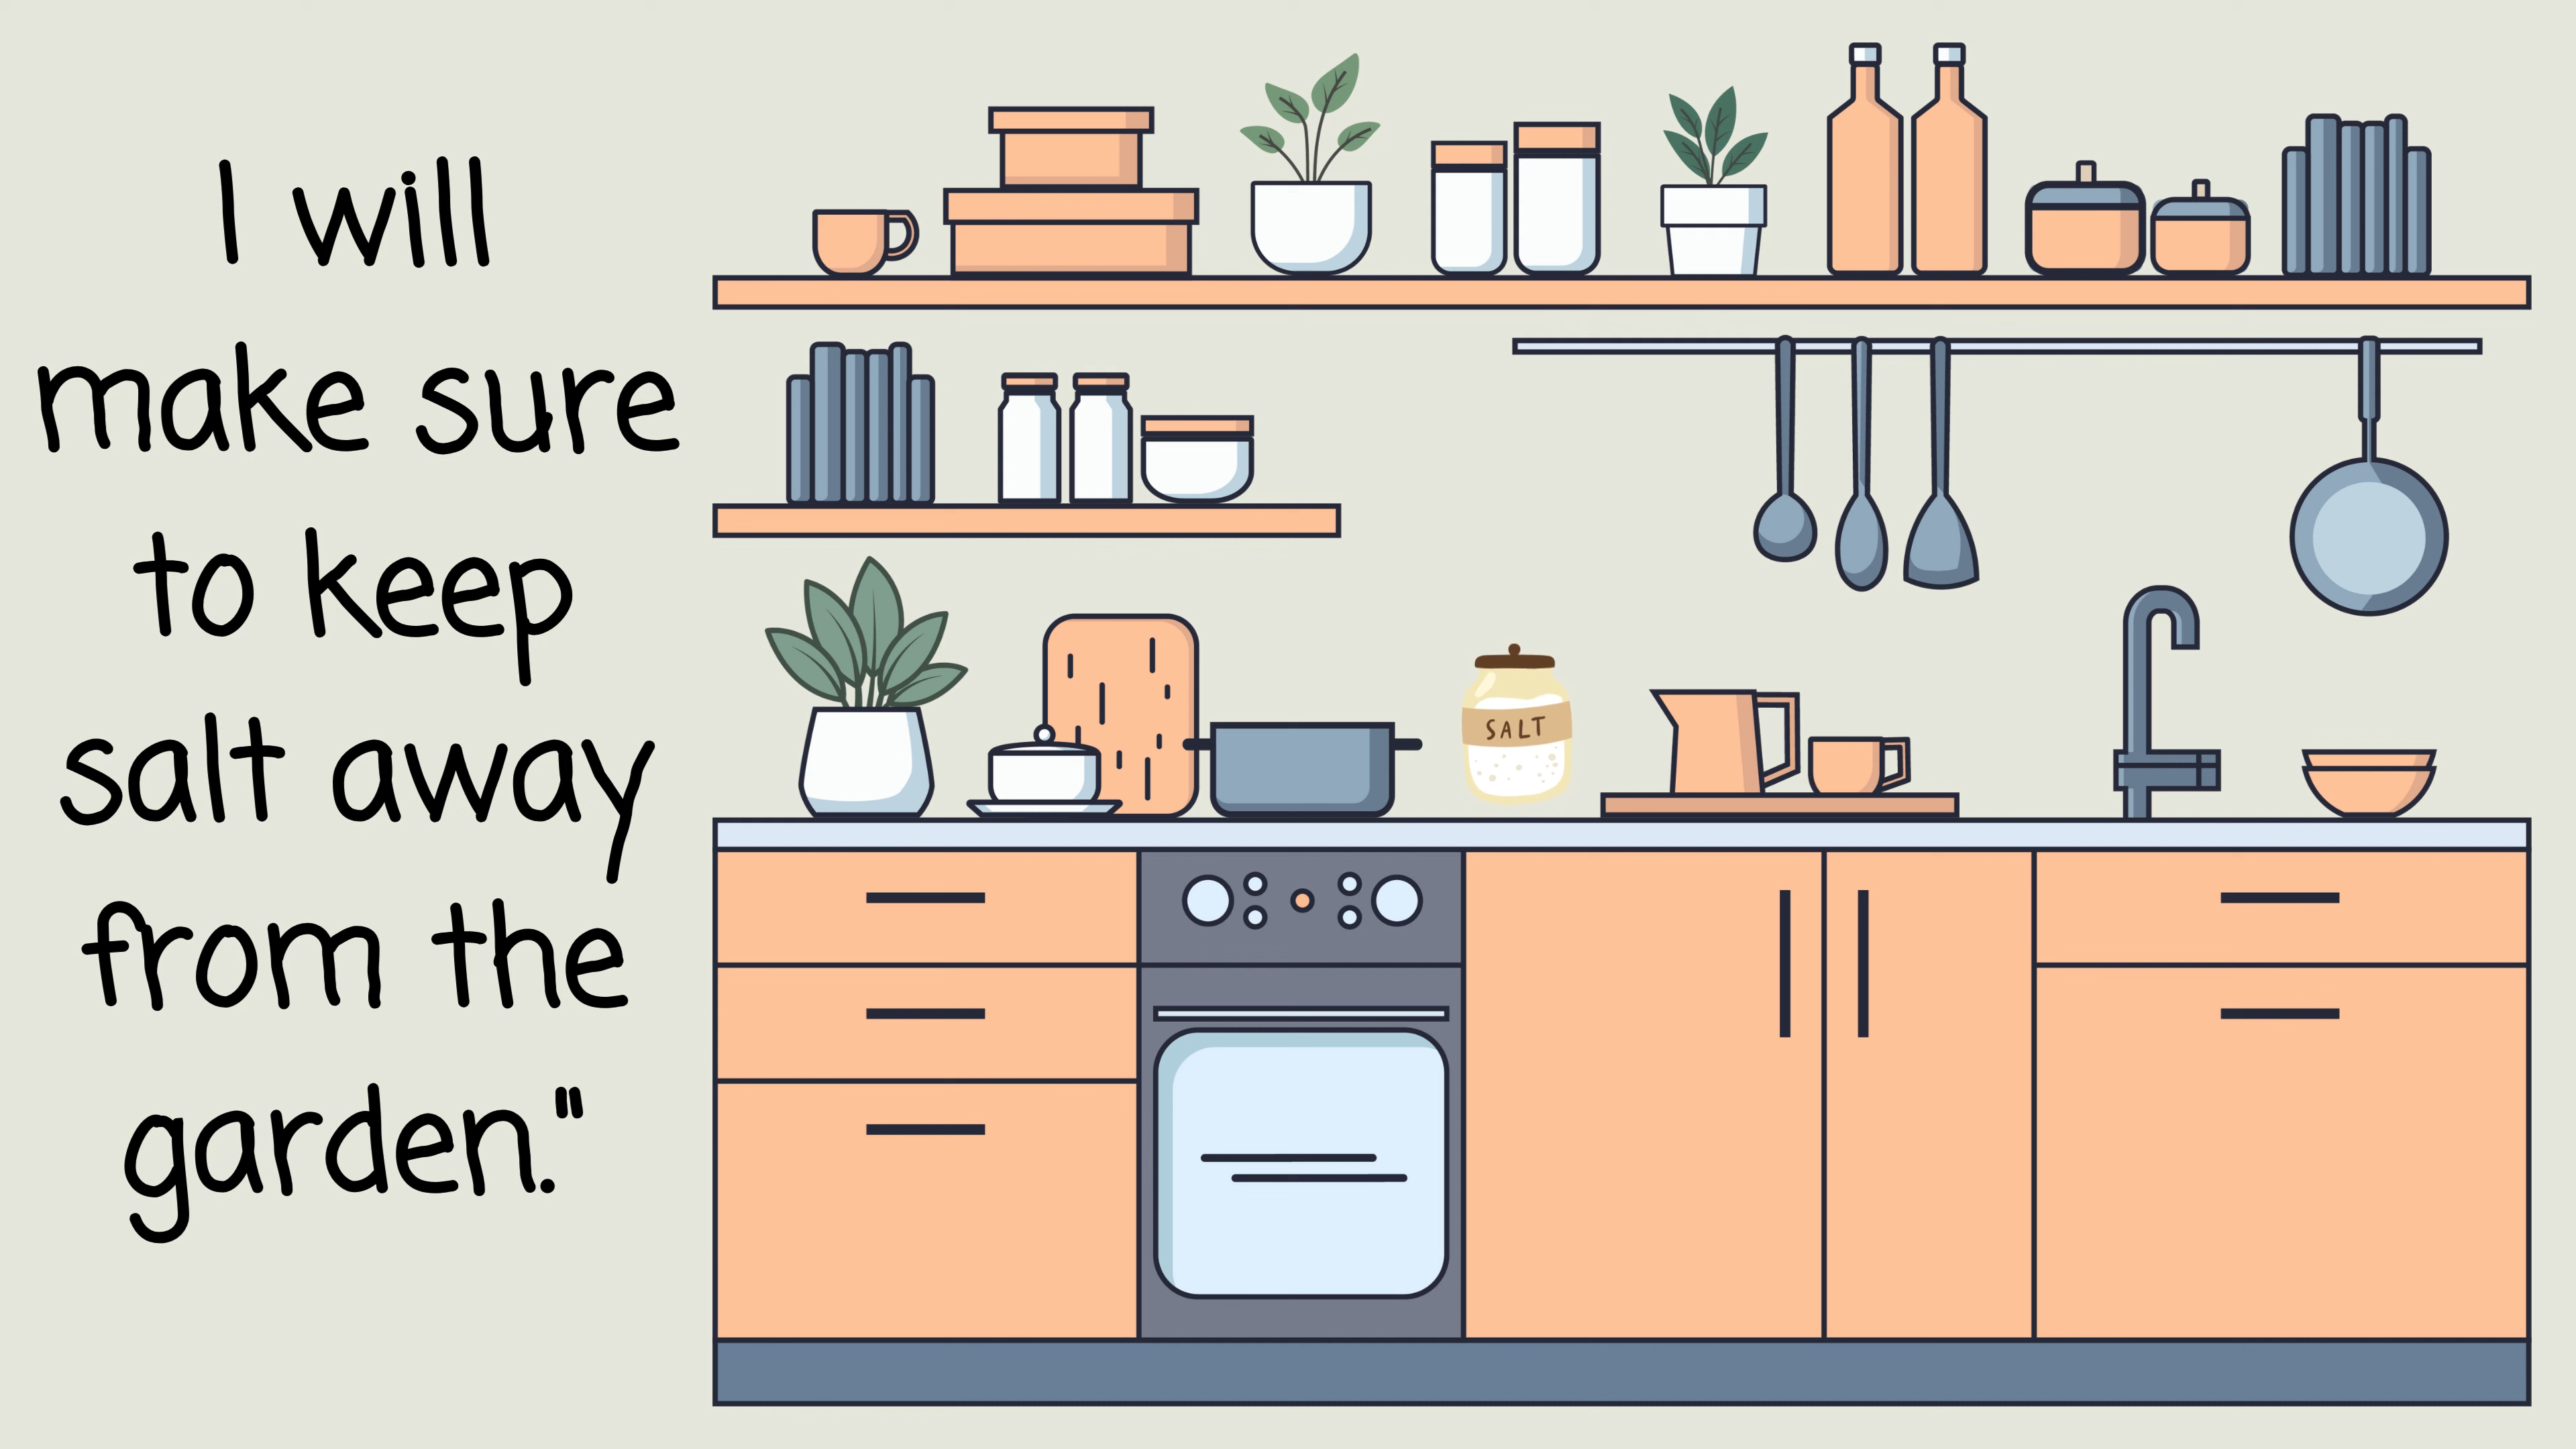 I will
make sure
to keep
salt away
from the
garden."
SALT